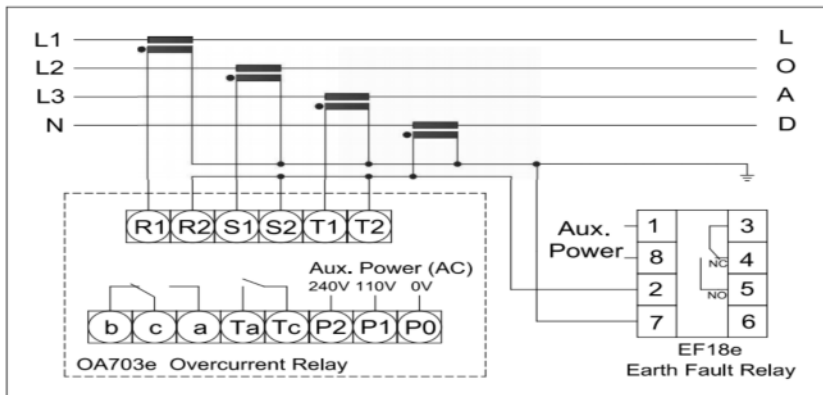 L1 L
L2 O
L3 A
N D
R1 R2 S1 S2 T1 T2
Aux. Power (AC)
240V 110V 0V
b c a Ta Tc P2 P1 P0
OA703e Overcurrent Relay
Aux.
Power
1 3
8 NC 4
2 NO 5
7 6
EF18e
Earth Fault Relay